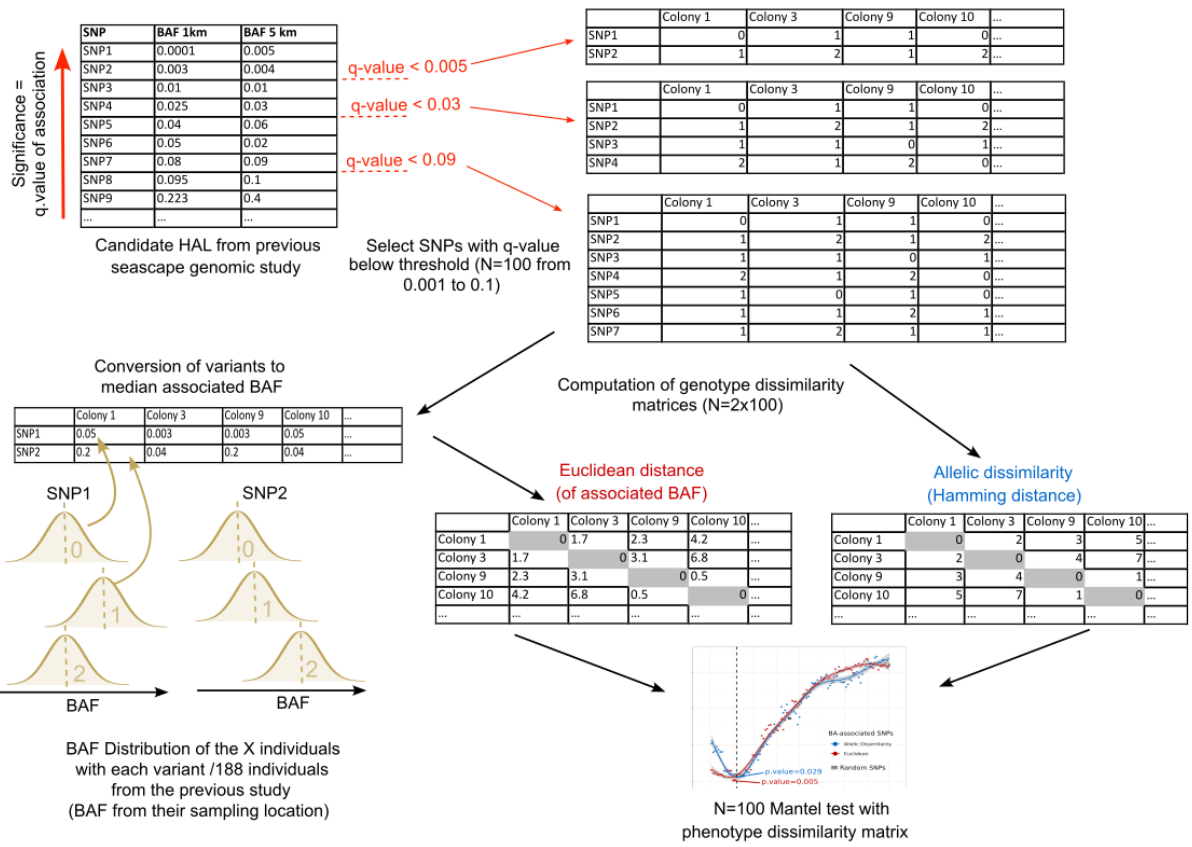 Significance =
q.value of association
SNP BAF 1km BAF 5 km
SNP1 0.0001 0.005
SNP2 0.003 0.004
SNP3 0.01 0.01
SNP4 0.025 0.03
SNP5 0.04 0.06
SNP6 0.05 0.02
SNP7 0.08 0.09
SNP8 0.095 0.1
SNP9 0.223 0.4
... ... ...
Candidate HAL from previous
seascape genomic study
q-value < 0.005
q-value < 0.03
q-value < 0.09
Select SNPs with q-value
below threshold (N=100 from
0.001 to 0.1)
Colony 1 Colony 3 Colony 9 Colony 10 ...
SNP1 0 1 1 0 ...
SNP2 1 2 1 2 ...
Colony 1 Colony 3 Colony 9 Colony 10 ...
SNP1 0 1 1 0 ...
SNP2 1 2 1 2 ...
SNP3 1 1 0 1 ...
SNP4 2 1 2 0 ...
Colony 1 Colony 3 Colony 9 Colony 10 ...
SNP1 0 1 1 0 ...
SNP2 1 2 1 2 ...
SNP3 1 1 0 1 ...
SNP4 2 1 2 0 ...
SNP5 1 0 1 0 ...
SNP6 1 1 2 1 ...
SNP7 1 2 1 1 ...
Conversion of variants to
median associated BAF
Colony 1 Colony 3 Colony 9 Colony 10 ...
SNP1 0.05 0.003 0.003 0.05 ...
SNP2 0.2 0.04 0.2 0.04 ...
SNP1 SNP2
0 0
1 1
2 2
BAF BAF
BAF Distribution of the X individuals
with each variant /188 individuals
from the previous study
(BAF from their sampling location)
Computation of genotype dissimilarity
matrices (N=2x100)
Euclidean distance
(of associated BAF)
Colony 1 Colony 3 Colony 9 Colony 10 ...
Colony 1 0 1.7 2.3 4.2 ...
Colony 3 1.7 0 3.1 6.8 ...
Colony 9 2.3 3.1 0 0.5 ...
Colony 10 4.2 6.8 0.5 0 ...
... ... ... ... ... ...
Allelic dissimilarity
(Hamming distance)
Colony 1 Colony 3 Colony 9 Colony 10 ...
Colony 1 0 2 3 5 ...
Colony 3 2 0 4 7 ...
Colony 9 3 4 0 1 ...
Colony 10 5 7 1 0 ...
... ... ... ... ... ...
BA-associated SNPs
Allelic Dissimilarity
Euclidean
Random SNPs
p.value=0.029
p.value=0.005
N=100 Mantel test with
phenotype dissimilarity matrix